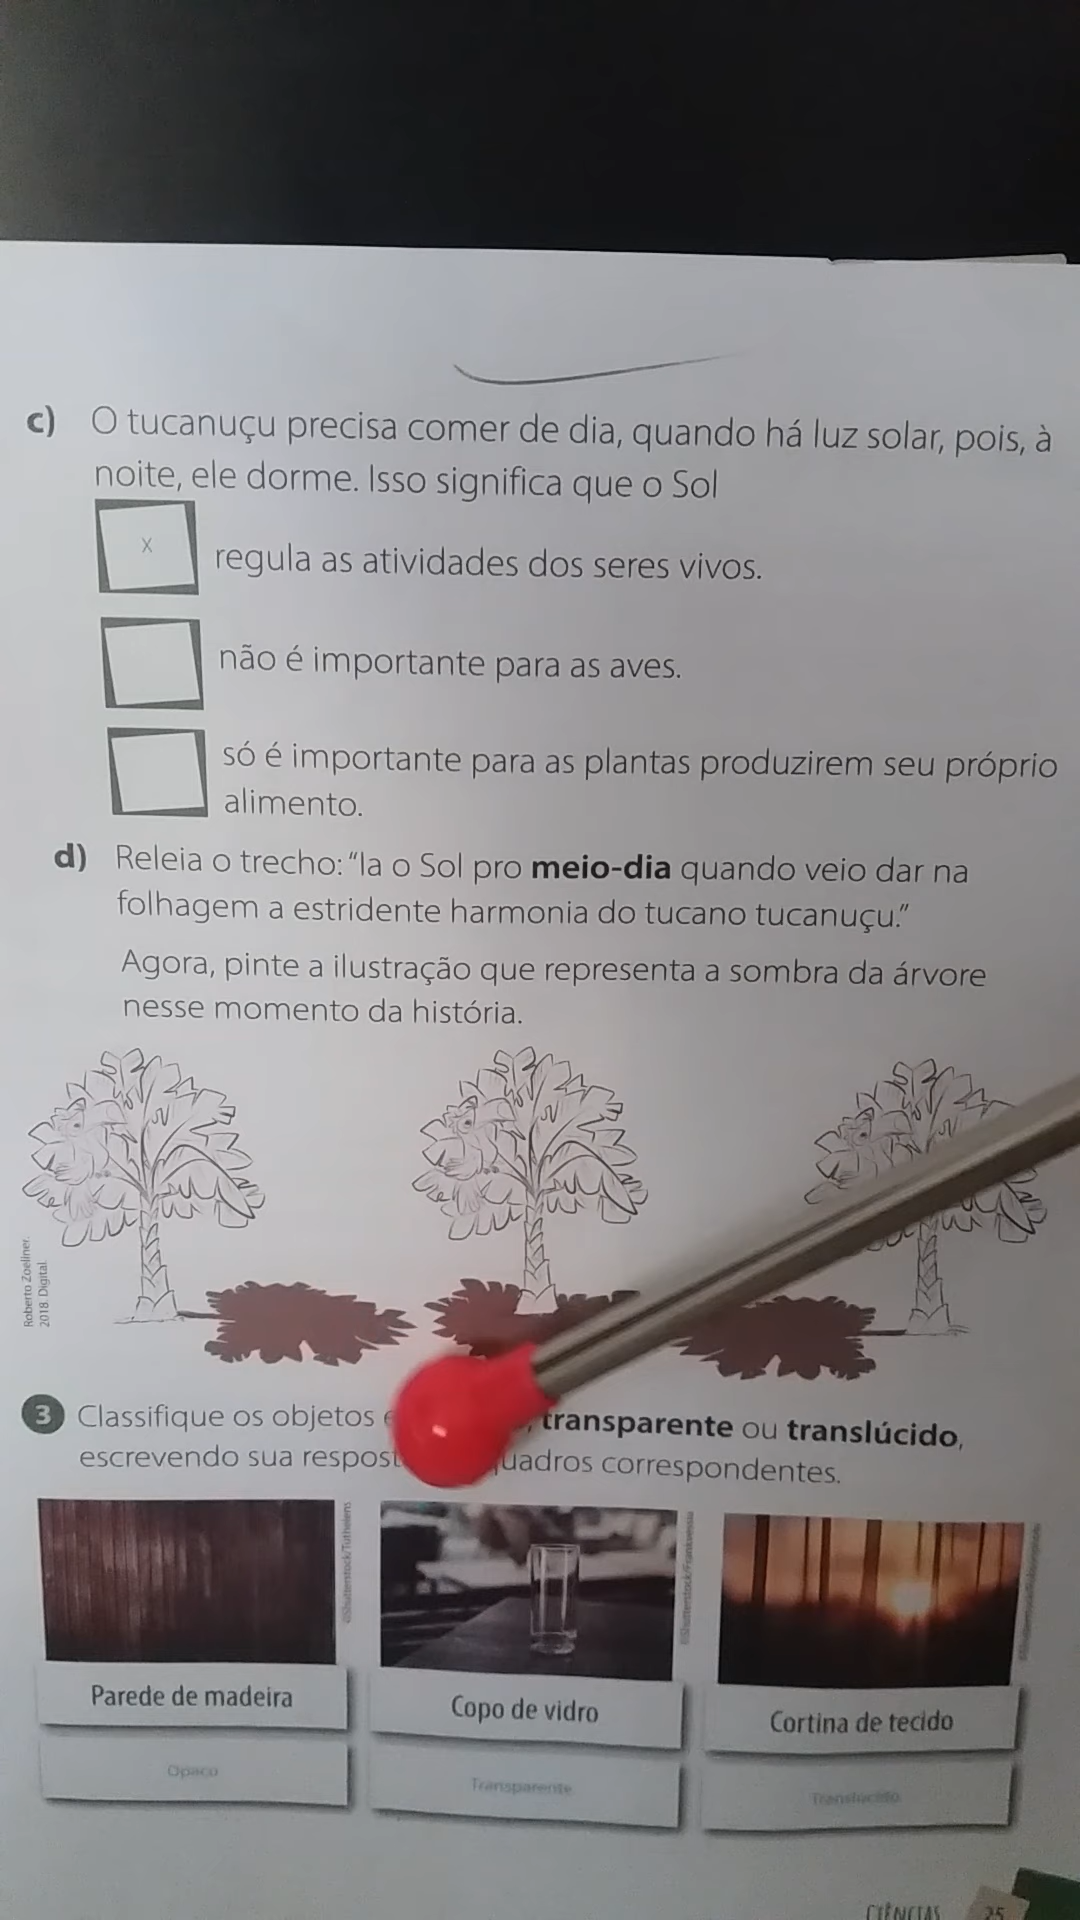 c) O tucanuçu precisa comer de dia, quando há luz solar, pois, à
noite, ele dorme. Isso significa que o Sol
X regula as atividades dos seres vivos.
não é importante para as aves.
só é importante para as plantas produzirem seu próprio
alimento.
d) Releia o trecho: “Ia o Sol pro meio-dia quando veio dar na
folhagem a estridente harmonia do tucano tucanuçu.”
Agora, pinte a ilustração que representa a sombra da árvore
nesse momento da história.
Roberto Zoellner.
2018. Digital.
3 Classifique os objetos , transparente ou translúcido,
escrevendo sua correspondentes.
©Shutterstock/Tuthelens
Parede de madeira
Copo de vidro
Cortina de tecido
Opaco
Transparente
Translúcido
CIÊNCIAS 25